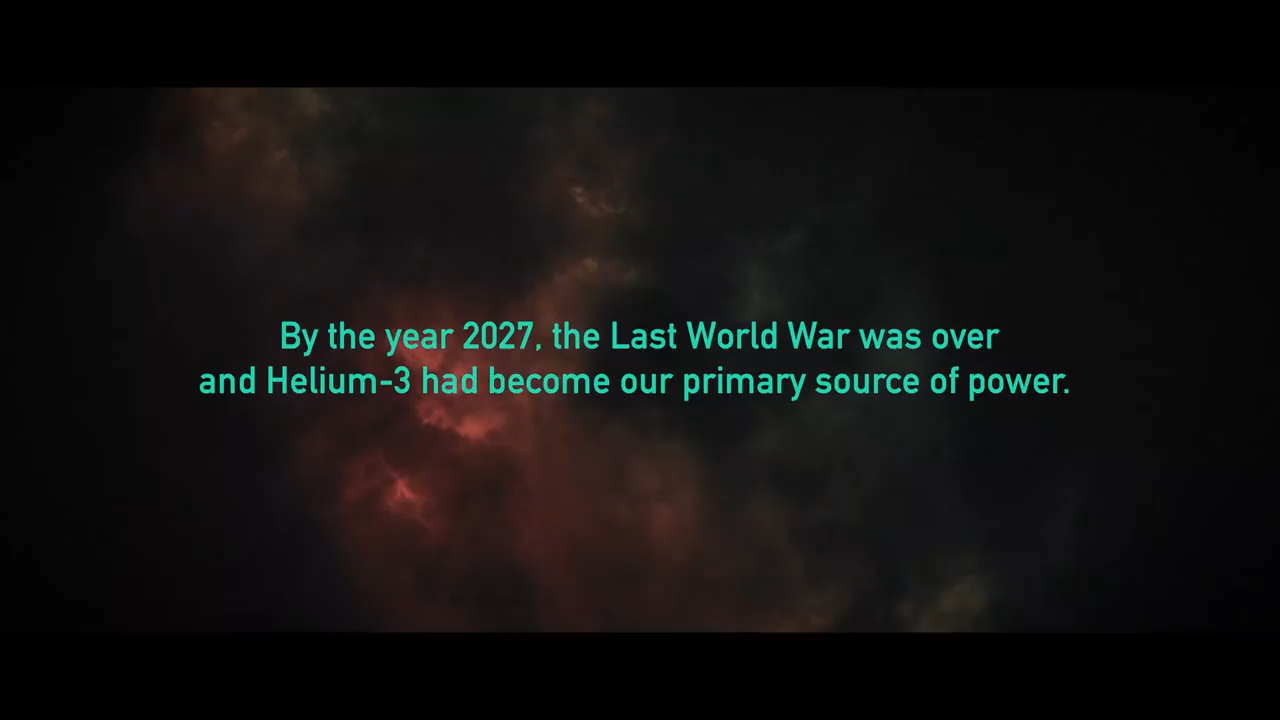 By the year 2027, the Last World War was over
and Helium-3 had become our primary source of power.